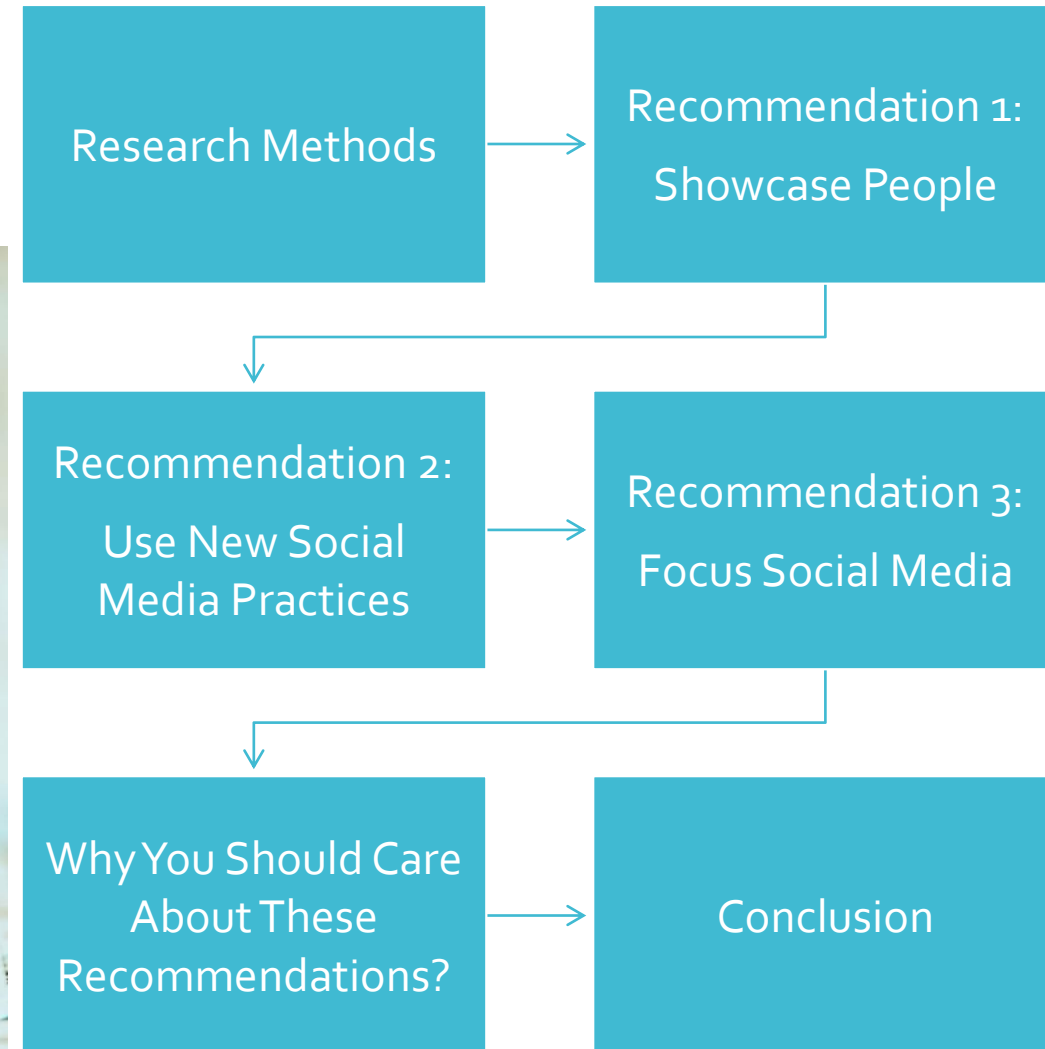 Research Methods
Recommendation 1:
Showcase People
Recommendation 2:
Use New Social
Media Practices
Recommendation 3:
Focus Social Media
Why You Should Care
About These
Recommendations?
Conclusion